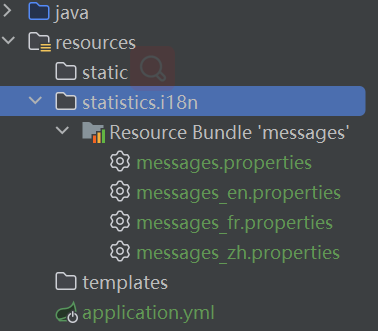 java
resources
static
statistics.i18n
Resource Bundle 'messages'
messages.properties
messages_en.properties
messages_fr.properties
messages_zh.properties
templates
application.yml